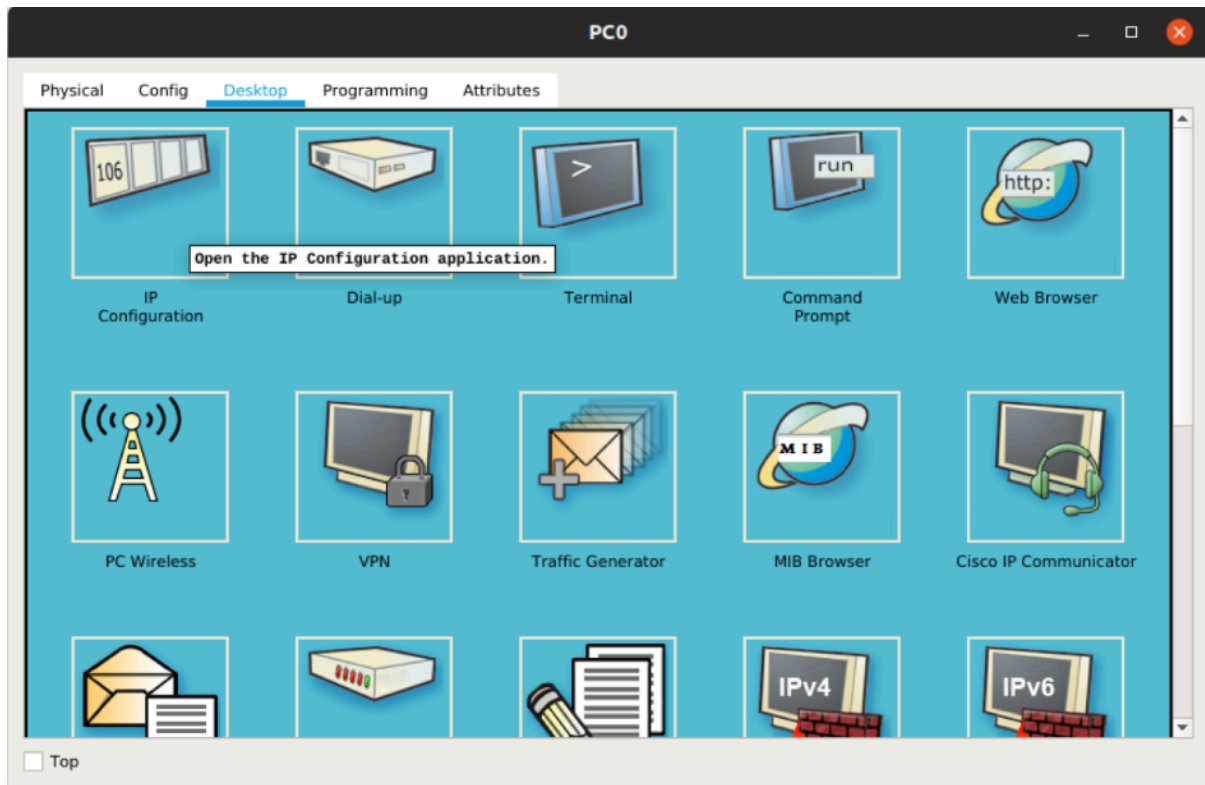 PC0
Physical Config Desktop Programming Attributes
106
>
run
http:
Open the IP Configuration application.
IP
Configuration
Dial-up
Terminal
Command
Prompt
Web Browser
MIB
PC Wireless
VPN
Traffic Generator
MIB Browser
Cisco IP Communicator
IPv4
IPv6
Top